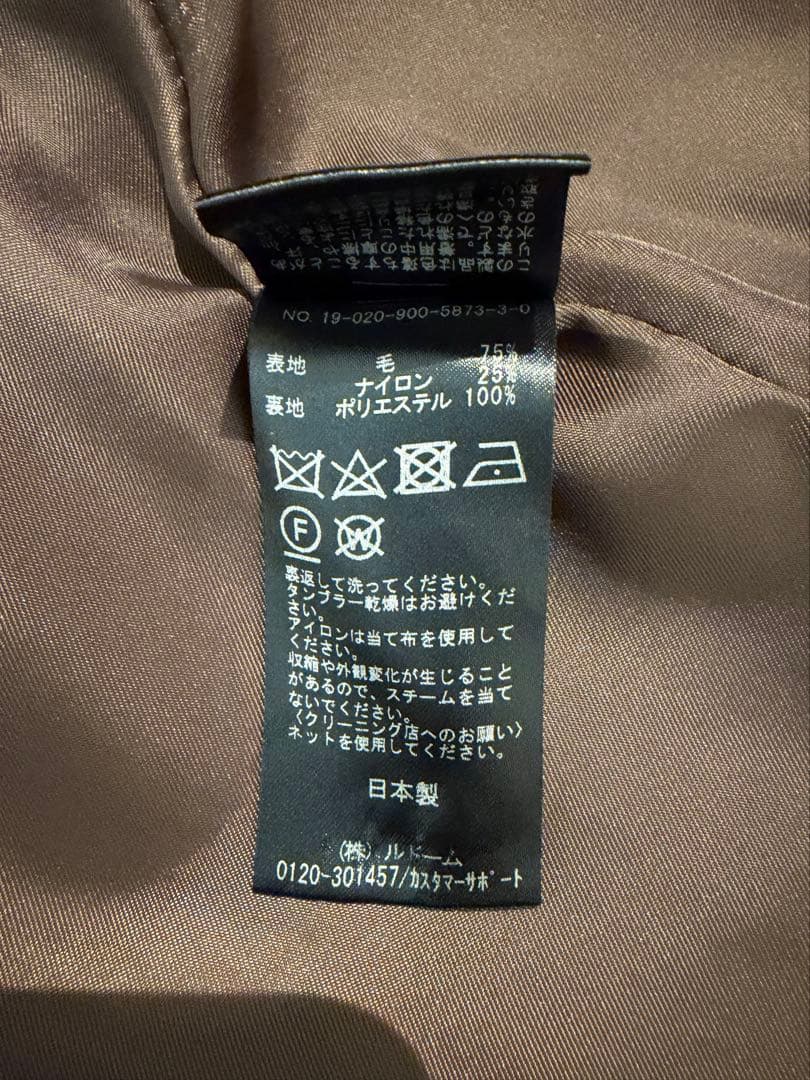 NO. 19-020-900-5873-3-0
表地 毛 75%
ナイロン 25%
裏地 ポリエステル 100%
F
W
裏返して洗ってください。
タンブラー乾燥はお避けくだ
さい。
アイロンは当て布を使用して
ください。
収縮や外観変化が生じること
があるので、スチームを当て
ないでください。
〈クリーニング店へのお願い〉
ネットを使用してください。
日本製
(株) ルドーム
0120-301457/カスタマーサポート